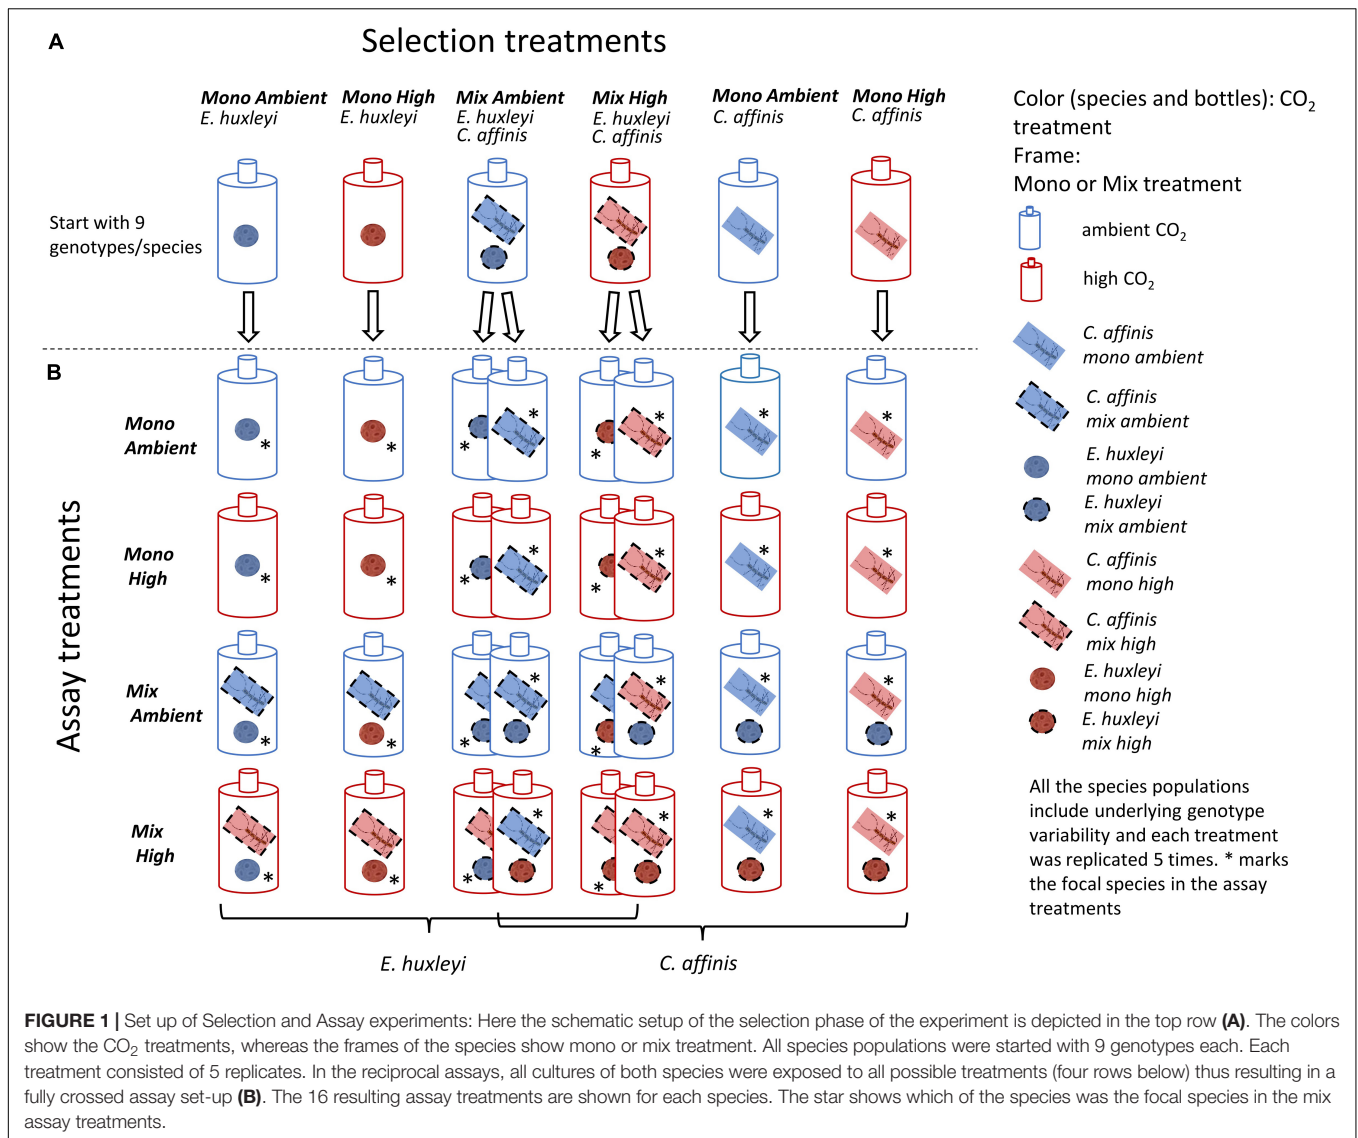 A
Selection treatments
Mono Ambient
E. huxleyi
Mono High
E. huxleyi
Mix Ambient
E. huxleyi
C. affinis
Mix High
E. huxleyi
C. affinis
Mono Ambient
C. affinis
Mono High
C. affinis
Start with 9
genotypes/species
Color (species and bottles): CO2
treatment
Frame:
Mono or Mix treatment
ambient CO2
high CO2
C. affinis
mono ambient
C. affinis
mix ambient
E. huxleyi
mono ambient
E. huxleyi
mix ambient
C. affinis
mono high
C. affinis
mix high
E. huxleyi
mono high
E. huxleyi
mix high
All the species populations
include underlying genotype
variability and each treatment
was replicated 5 times. * marks
the focal species in the assay
treatments
B
Assay treatments
Mono
Ambient
* * * * * * * *
Mono
High
* * * * * * * *
Mix
Ambient
* * * * * * * *
Mix
High
* * * * * * * *
E. huxleyi
C. affinis
FIGURE 1 | Set up of Selection and Assay experiments: Here the schematic setup of the selection phase of the experiment is depicted in the top row (A). The colors
show the CO2 treatments, whereas the frames of the species show mono or mix treatment. All species populations were started with 9 genotypes each. Each
treatment consisted of 5 replicates. In the reciprocal assays, all cultures of both species were exposed to all possible treatments (four rows below) thus resulting in a
fully crossed assay set-up (B). The 16 resulting assay treatments are shown for each species. The star shows which of the species was the focal species in the mix
assay treatments.